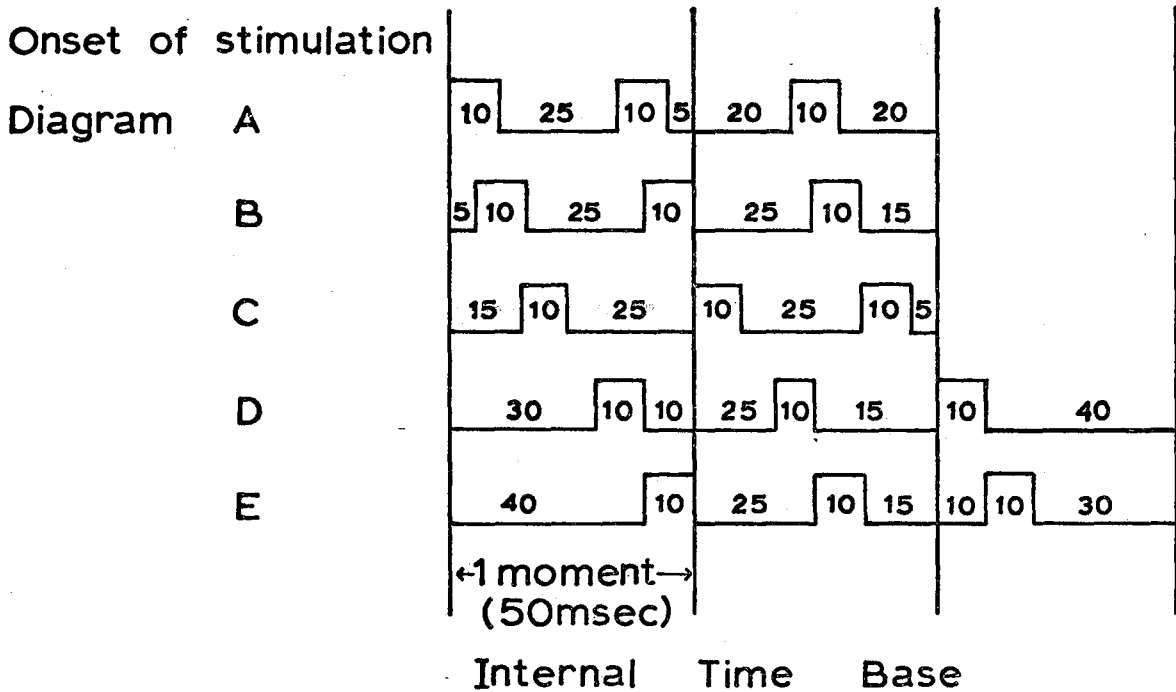 Onset of stimulation
Diagram A 10 25 10 5 20 10 20
B 5 10 25 10 25 10 15
C 15 10 25 10 25 10 5
D 30 10 10 25 10 15 10 40
E 40 10 25 10 15 10 10 30
←1 moment→
(50msec)
Internal Time Base